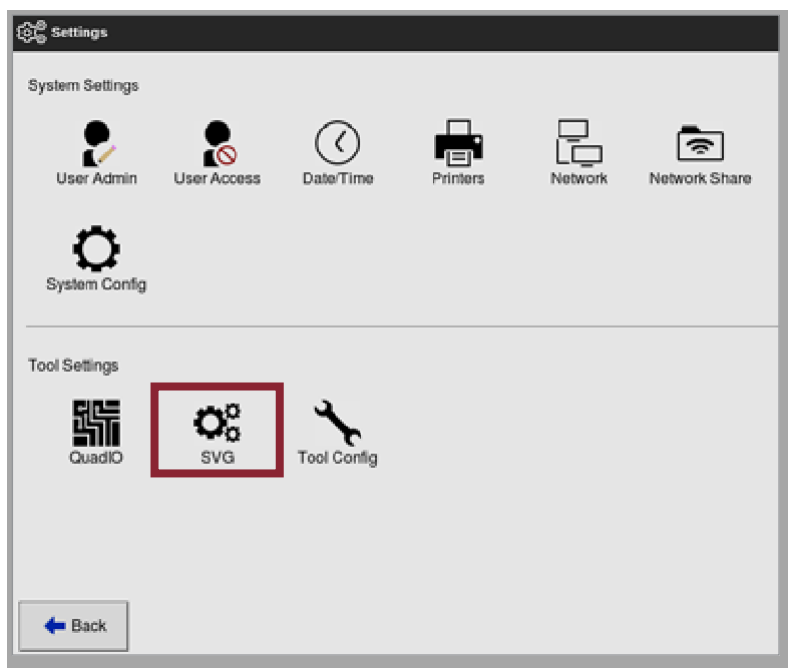 Settings
System Settings
User Admin User Access Date/Time Printers Network Network Share
System Config
Tool Settings
QuadIO SVG Tool Config
Back